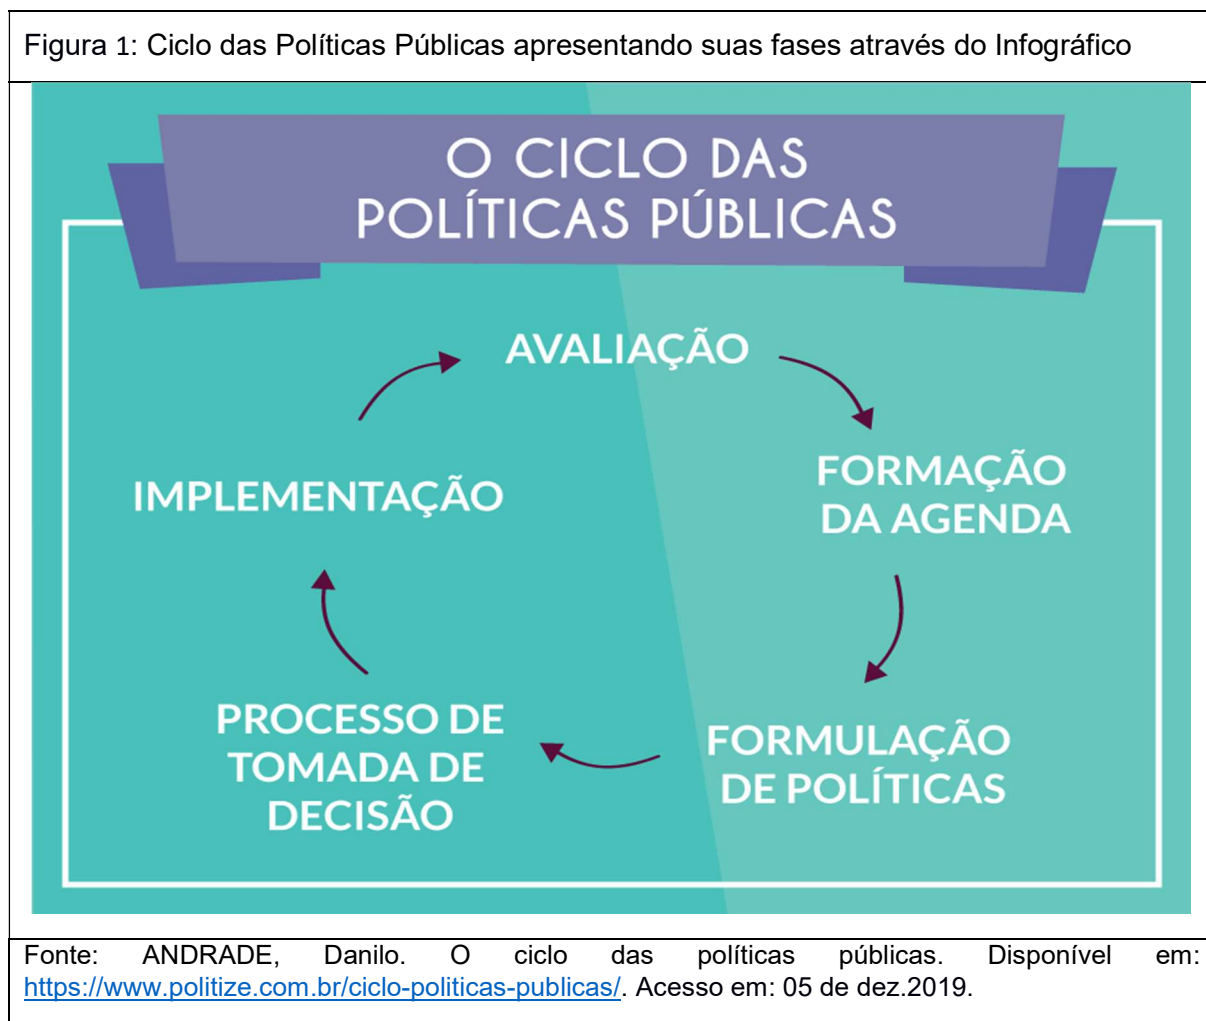 Figura 1: Ciclo das Políticas Públicas apresentando suas fases através do Infográfico
O CICLO DAS
POLÍTICAS PÚBLICAS
AVALIAÇÃO
FORMAÇÃO
DA AGENDA
FORMULAÇÃO
DE POLÍTICAS
PROCESSO DE
TOMADA DE
DECISÃO
IMPLEMENTAÇÃO
Fonte: ANDRADE, Danilo. O ciclo das políticas públicas. Disponível em:
https://www.politize.com.br/ciclo-politicas-publicas/. Acesso em: 05 de dez.2019.